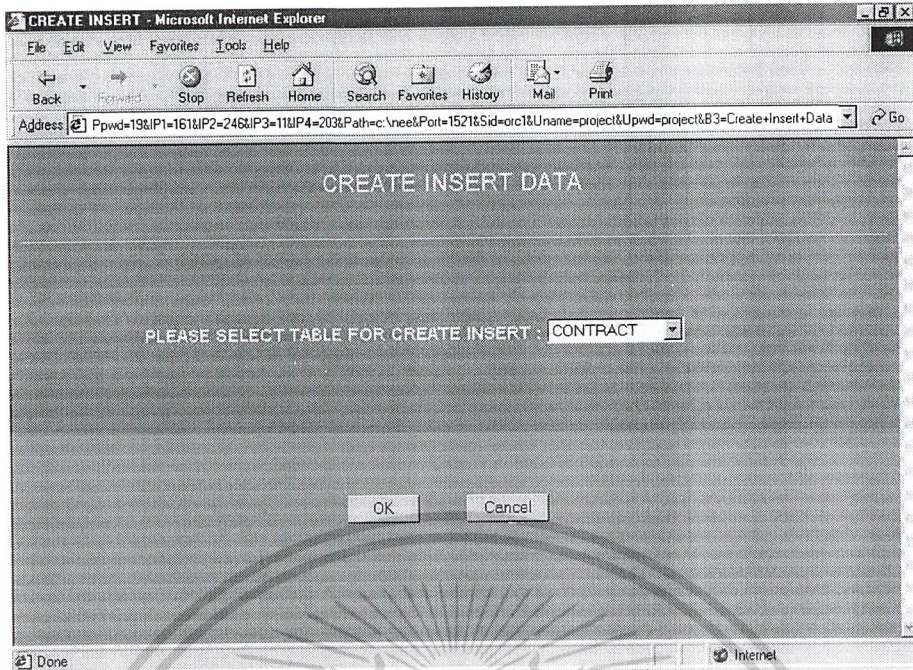 CREATE INSERT - Microsoft Internet Explorer
File Edit View Favorites Tools Help
Back Forward Stop Refresh Home Search Favorites History Mail Print
Address Ppwd=19&IP1=161&IP2=246&IP3=11&IP4=203&Path=c:\nee&Port=1521&Sid=orc1&Uname=project&Upwd=project&B3=Create+Insert+Data Go
CREATE INSERT DATA
PLEASE SELECT TABLE FOR CREATE INSERT : CONTRACT
OK Cancel
Done Internet